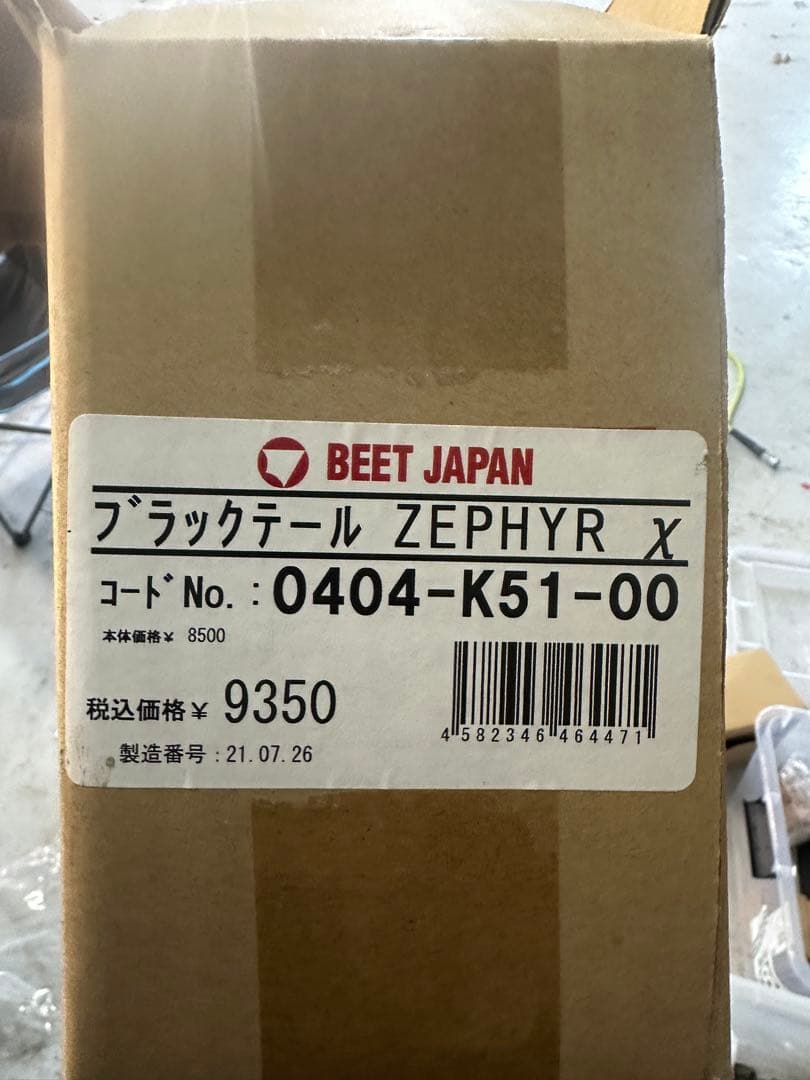 BEET JAPAN
ブラックテール ZEPHYR χ
コードNo.:0404-K51-00
本体価格¥ 8500
税込価格¥ 9350
製造番号:21.07.26
4582346464471